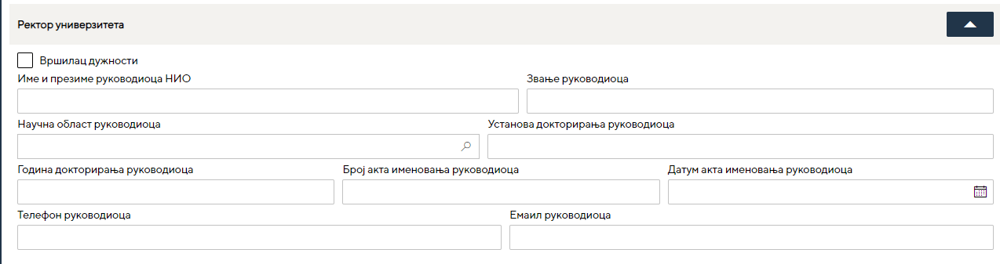 Ректор универзитета
Вршилац дужности
Име и презиме руководиоца НИО Звање руководиоца
Научна област руководиоца Установа докторирања руководиоца
Година докторирања руководиоца Број акта именовања руководиоца Датум акта именовања руководиоца
Телефон руководиоца Емаил руководиоца